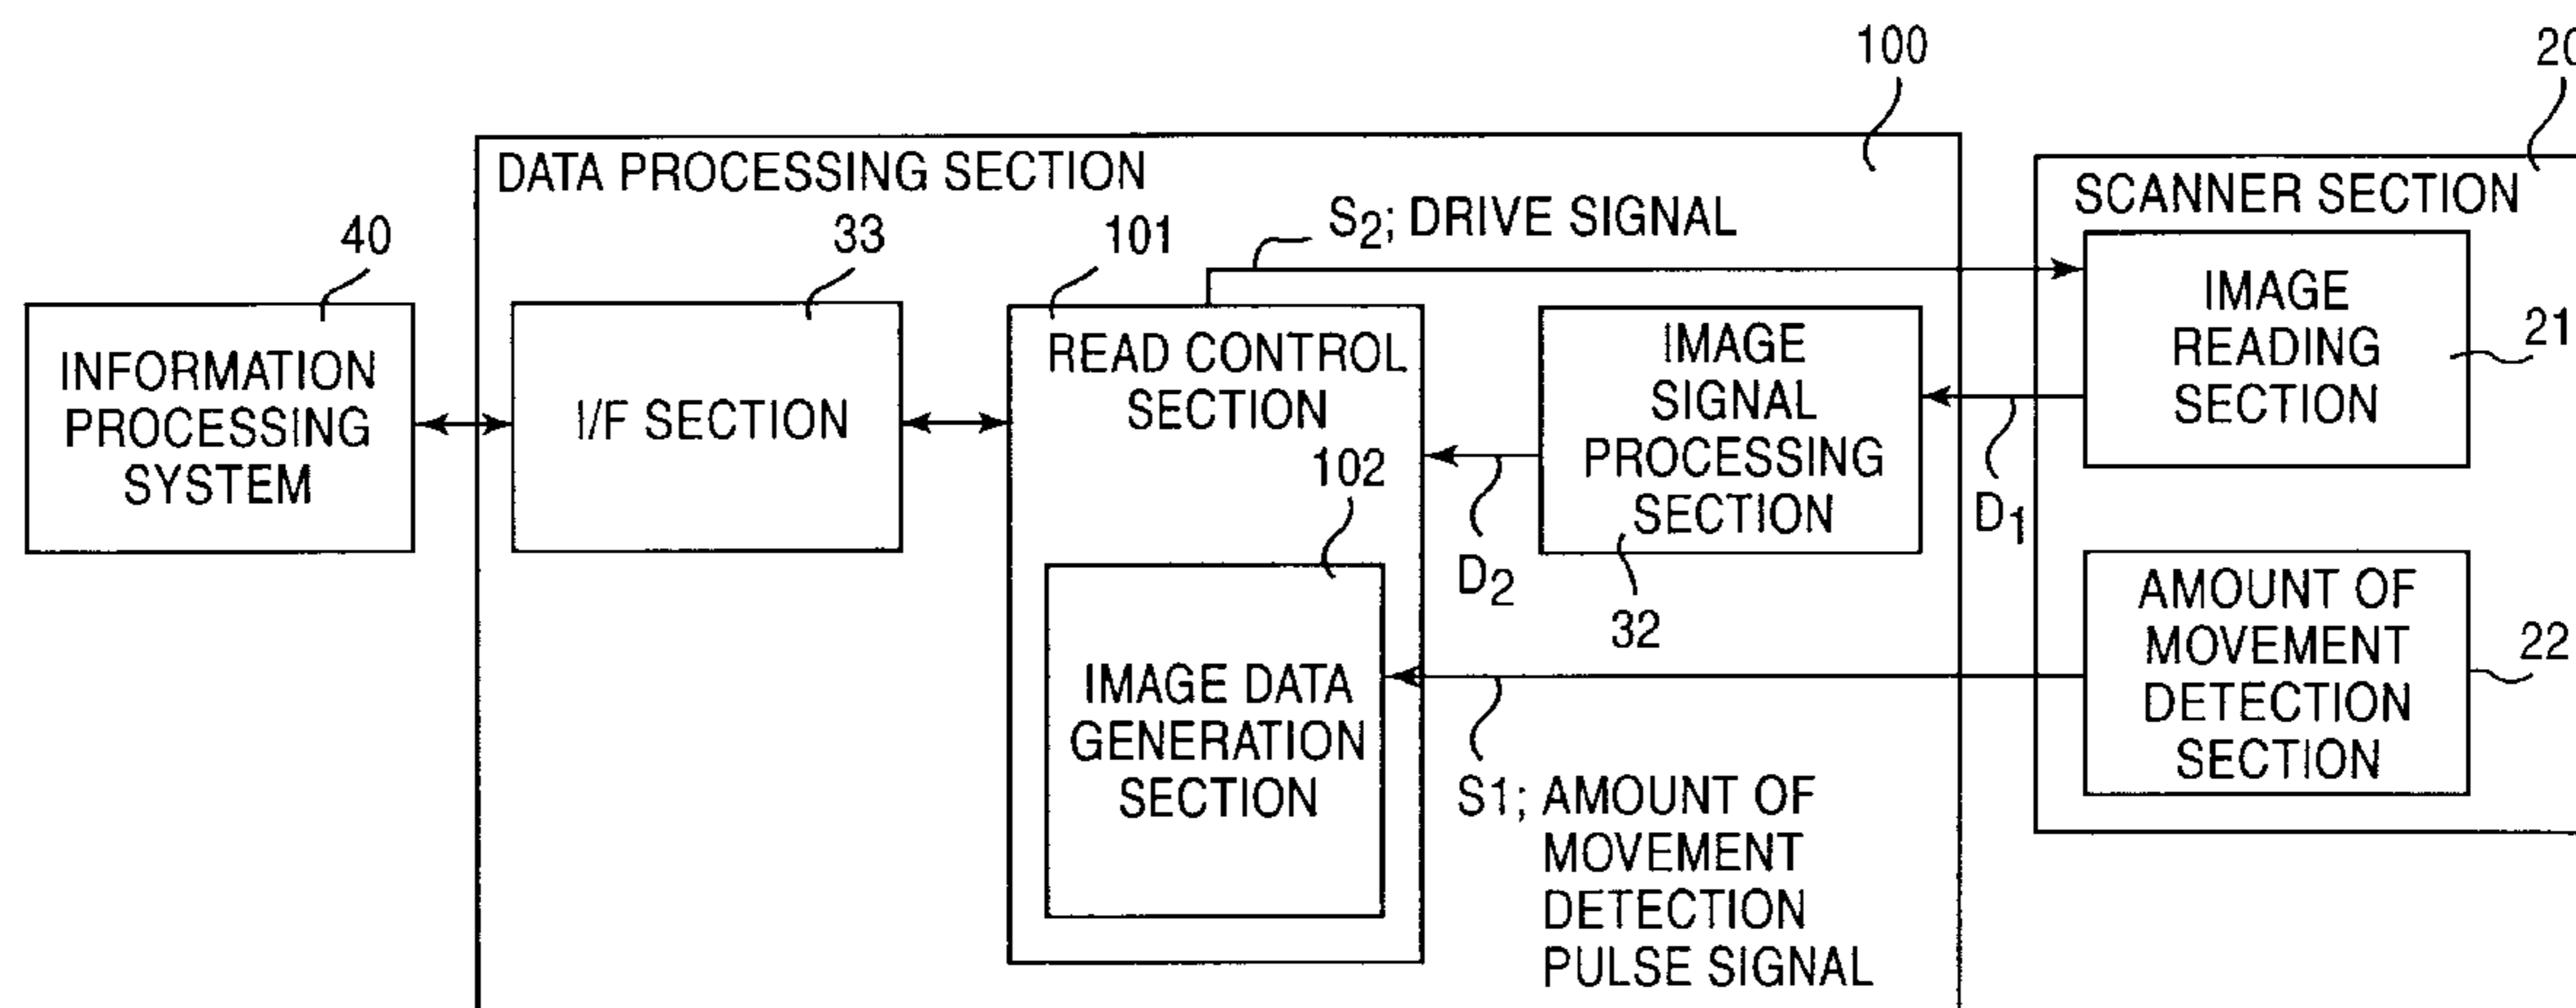 100
20
DATA PROCESSING SECTION
SCANNER SECTION
40
33
101
S2; DRIVE SIGNAL
INFORMATION
PROCESSING
SYSTEM
I/F SECTION
READ CONTROL
SECTION
102
IMAGE DATA
GENERATION
SECTION
IMAGE
SIGNAL
PROCESSING
SECTION
32
D2
D1
IMAGE
READING
SECTION
21
AMOUNT OF
MOVEMENT
DETECTION
SECTION
22
S1; AMOUNT OF
MOVEMENT
DETECTION
PULSE SIGNAL